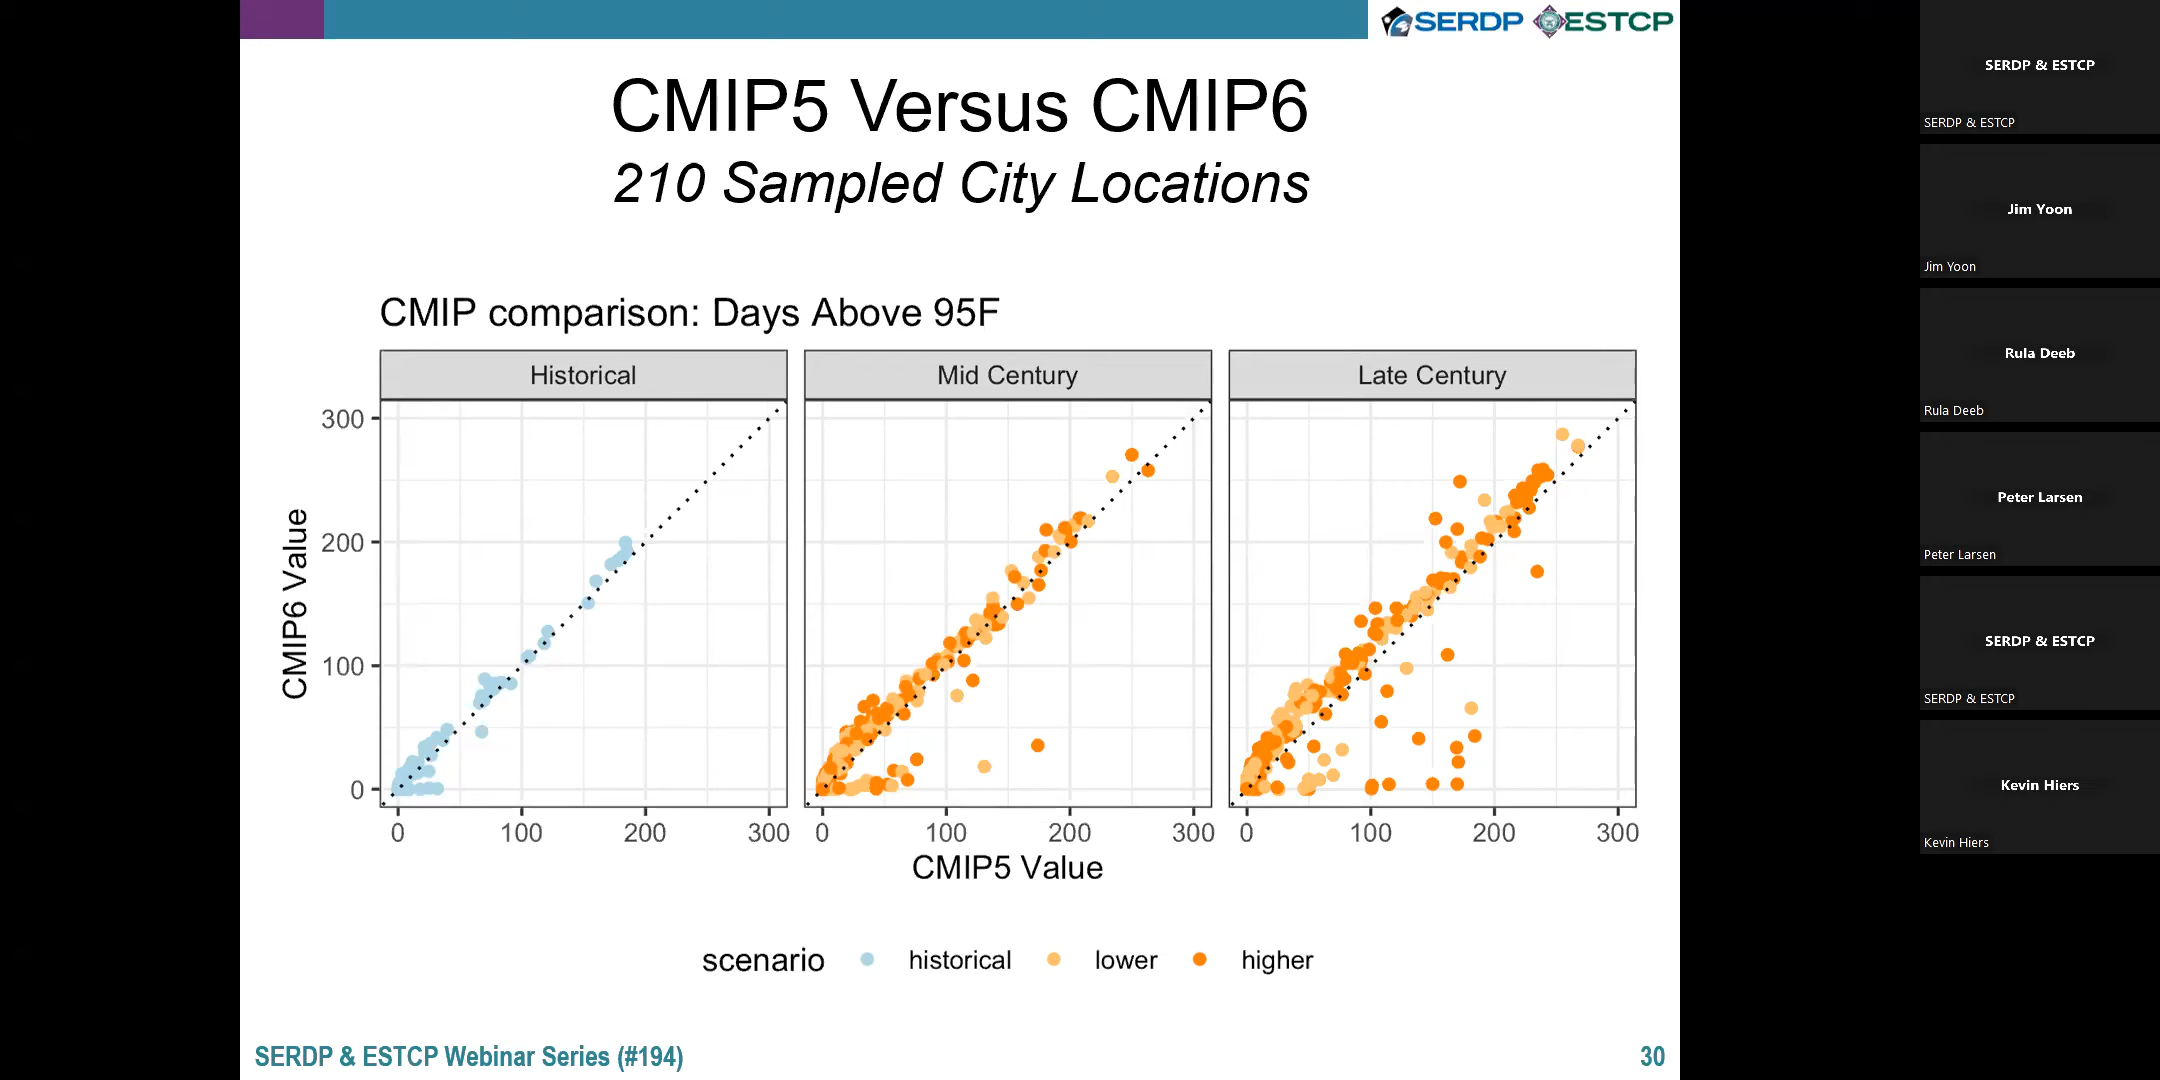 SERDP ESTCP
CMIP5 Versus CMIP6
210 Sampled City Locations
CMIP comparison: Days Above 95F
Historical
Mid Century
Late Century
CMIP6 Value
300
200
100
0
0 100 200 300
0 100 200 300
0 100 200 300
CMIP5 Value
scenario historical lower higher
SERDP & ESTCP Webinar Series (#194)
30
SERDP & ESTCP
SERDP & ESTCP
Jim Yoon
Jim Yoon
Rula Deeb
Rula Deeb
Peter Larsen
Peter Larsen
SERDP & ESTCP
SERDP & ESTCP
Kevin Hiers
Kevin Hiers